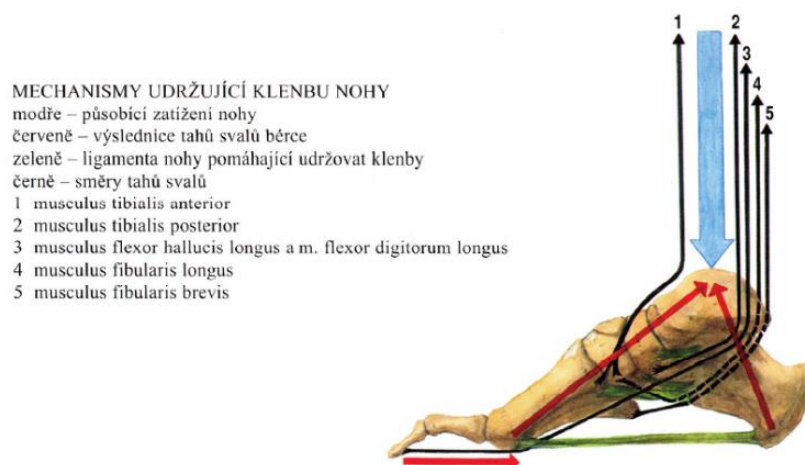 MECHANISMY UDRŽUJÍCÍ KLENBU NOHY
modře – působící zatížení nohy
červeně – výslednice tahů svalů bérce
zeleně – ligamenta nohy pomáhající udržovat klenby
černě – směry tahů svalů
1 musculus tibialis anterior
2 musculus tibialis posterior
3 musculus flexor hallucis longus a m. flexor digitorum longus
4 musculus fibularis longus
5 musculus fibularis brevis
1
2
3
4
5